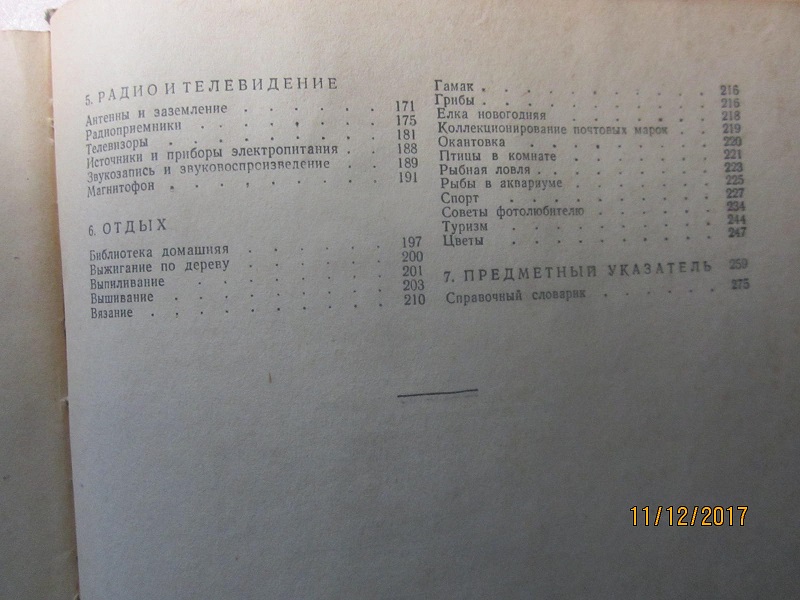 5. РАДИО И ТЕЛЕВИДЕНИЕ
Антенны и заземление . . . . . . 171
Радиоприемники . . . . . . . 175
Телевизоры . . . . . . . . 181
Источники и приборы электропитания . . 188
Звукозапись и звуковоспроизведение . . 189
Магнитофон . . . . . . . . 191
6. ОТДЫХ
Библиотека домашняя . . . . . . 197
Выжигание по дереву . . . . . . 200
Выпиливание . . . . . . . . 201
Вышивание . . . . . . . . 203
Вязание . . . . . . . . . 210
Гамак . . . . . . . . . 216
Грибы . . . . . . . . . 216
Елка новогодняя . . . . . . 218
Коллекционирование почтовых марок . . 219
Окантовка . . . . . . . . 220
Птицы в комнате . . . . . . 221
Рыбная ловля . . . . . . . 223
Рыбы в аквариуме . . . . . . 225
Спорт . . . . . . . . . 227
Советы фотолюбителю . . . . . 234
Туризм . . . . . . . . . 244
Цветы . . . . . . . . . 247
7. ПРЕДМЕТНЫЙ УКАЗАТЕЛЬ 259
Справочный словарик . . . . . 275
11/12/2017